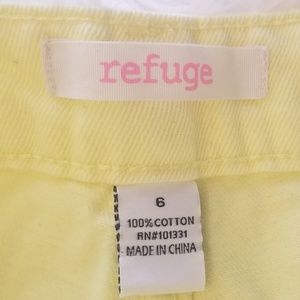 refuge
6
100% COTTON
RN#101331
MADE IN CHINA